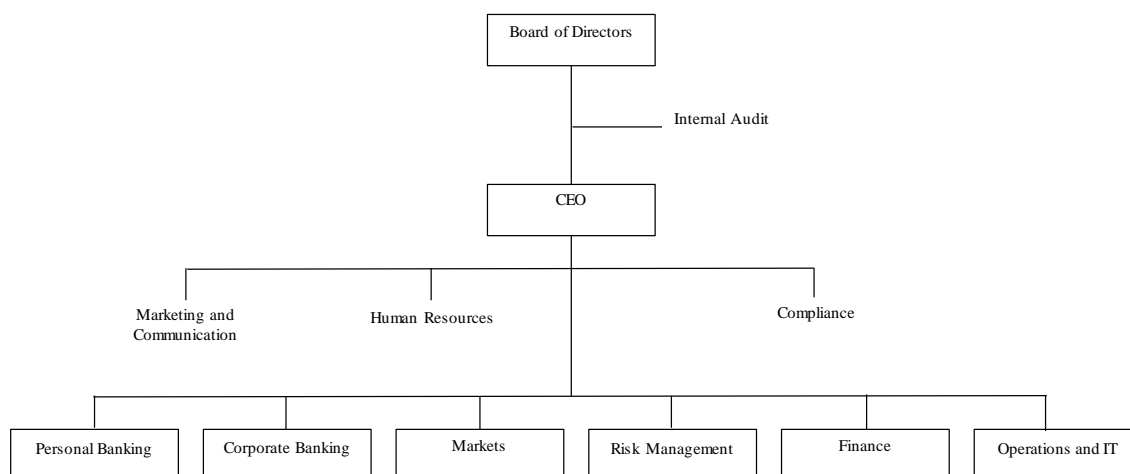 Board of Directors
Internal Audit
CEO
Marketing and
Communication
Human Resources
Compliance
Personal Banking
Corporate Banking
Markets
Risk Management
Finance
Operations and IT